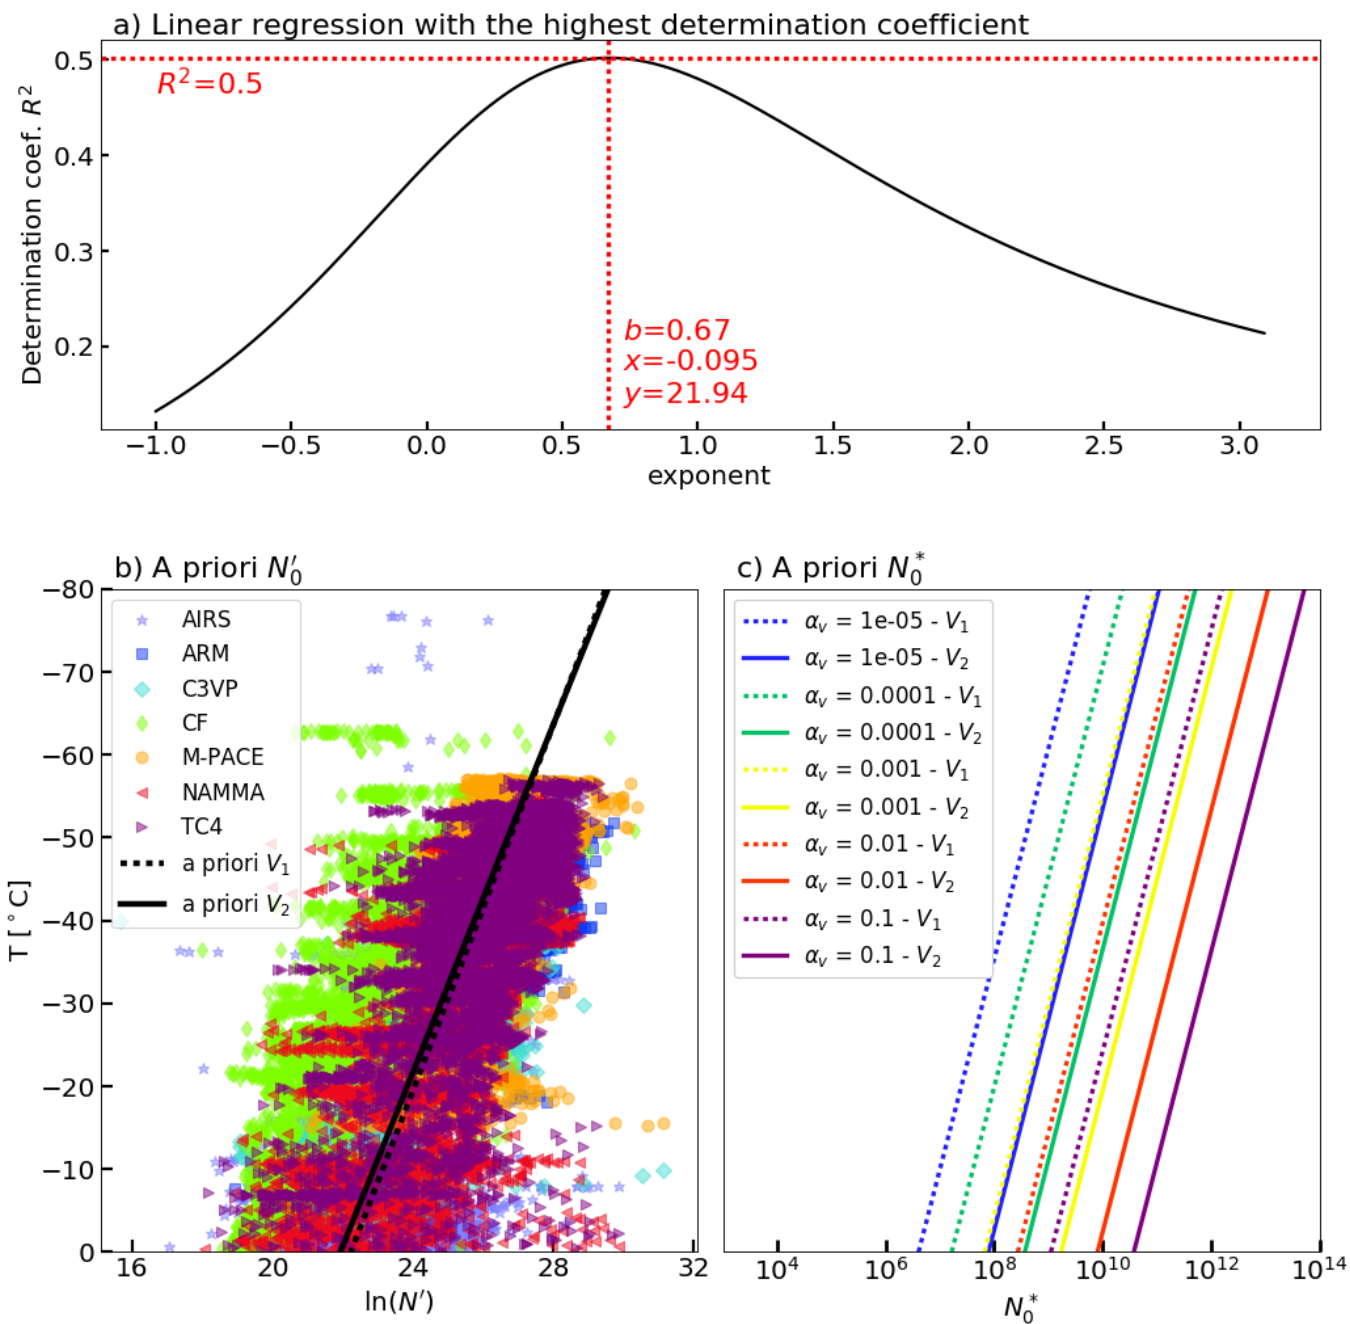 a) Linear regression with the highest determination coefficient
Determination coef. R²
0.5
0.4
0.3
0.2
R²=0.5
b=0.67
x=-0.095
y=21.94
−1.0 −0.5 0.0 0.5 1.0 1.5 2.0 2.5 3.0
exponent
b) A priori N₀′
T [°C]
−80
−70
−60
−50
−40
−30
−20
−10
0
AIRS
ARM
C3VP
CF
M-PACE
NAMMA
TC4
a priori V₁
a priori V₂
16 20 24 28 32
ln(N′)
c) A priori N₀*
αᵥ = 1e-05 - V₁
αᵥ = 1e-05 - V₂
αᵥ = 0.0001 - V₁
αᵥ = 0.0001 - V₂
αᵥ = 0.001 - V₁
αᵥ = 0.001 - V₂
αᵥ = 0.01 - V₁
αᵥ = 0.01 - V₂
αᵥ = 0.1 - V₁
αᵥ = 0.1 - V₂
10⁴ 10⁶ 10⁸ 10¹⁰ 10¹² 10¹⁴
N₀*